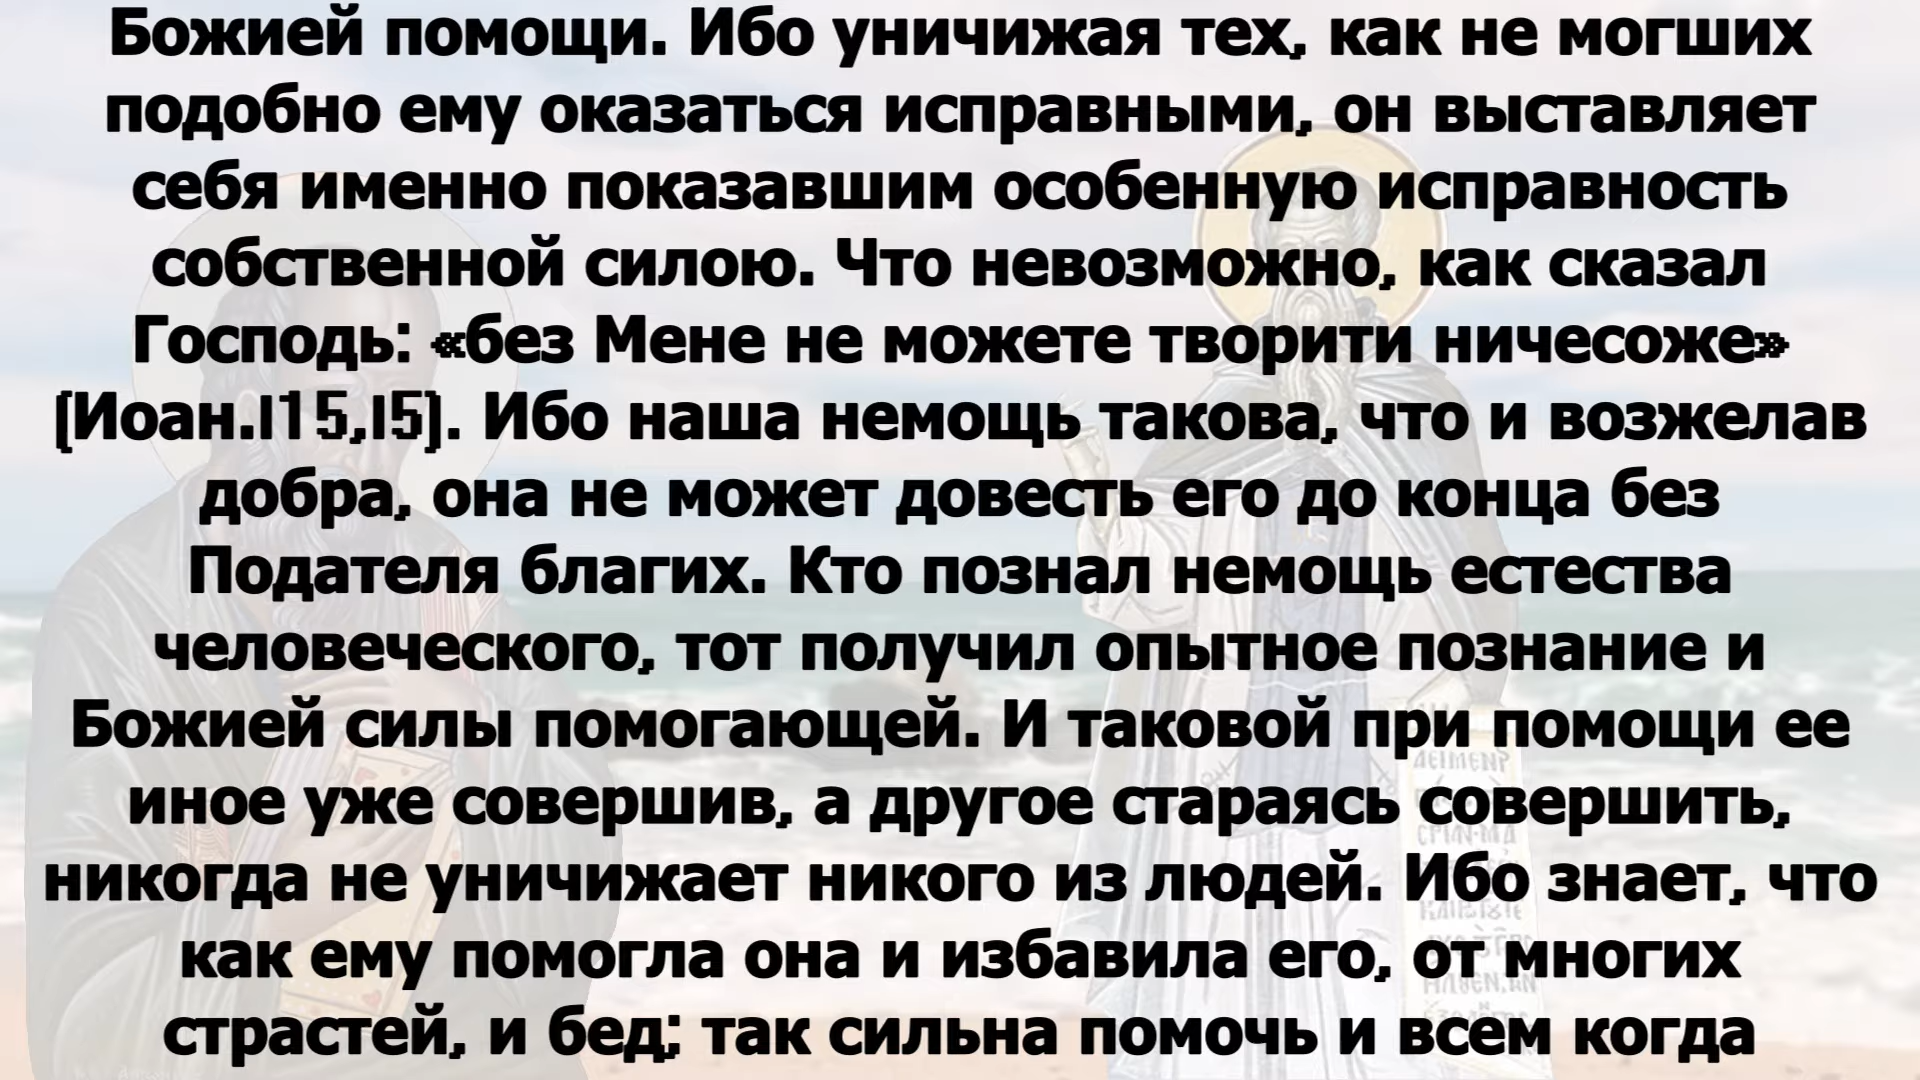 Божией помощи. Ибо уничижая тех, как не могших
подобно ему оказаться исправными, он выставляет
себя именно показавшим особенную исправность
собственной силою. Что невозможно, как сказал
Господь: «без Мене не можете творити ничесоже»
(Иоан.115,15). Ибо наша немощь такова, что и возжелав
добра, она не может довесть его до конца без
Подателя благих. Кто познал немощь естества
человеческого, тот получил опытное познание и
Божией силы помогающей. И таковой при помощи ее
иное уже совершив, а другое стараясь совершить,
никогда не уничижает никого из людей. Ибо знает, что
как ему помогла она и избавила его, от многих
страстей, и бед; так сильна помочь и всем когда